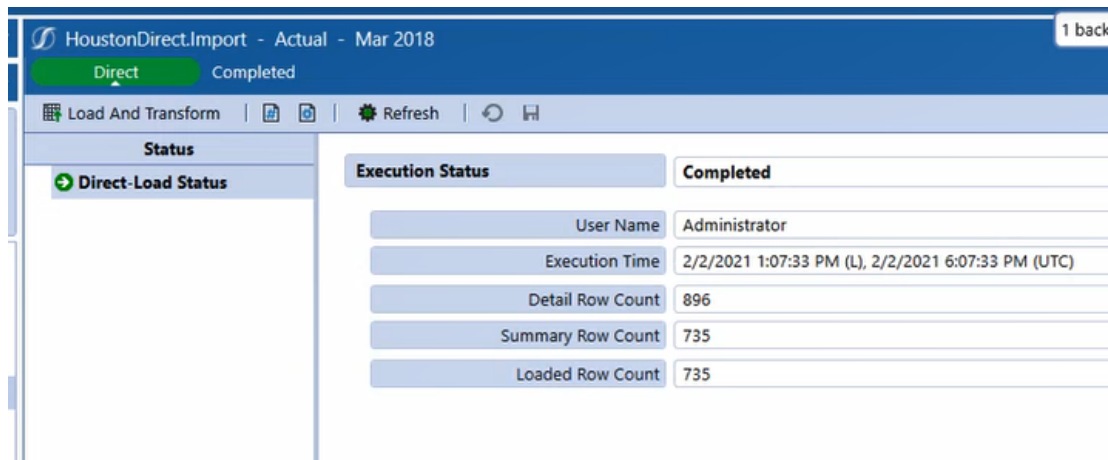 HoustonDirect.Import - Actual - Mar 2018
1 back
Direct Completed
Load And Transform Refresh
Status
Direct-Load Status
Execution Status Completed
User Name Administrator
Execution Time 2/2/2021 1:07:33 PM (L), 2/2/2021 6:07:33 PM (UTC)
Detail Row Count 896
Summary Row Count 735
Loaded Row Count 735